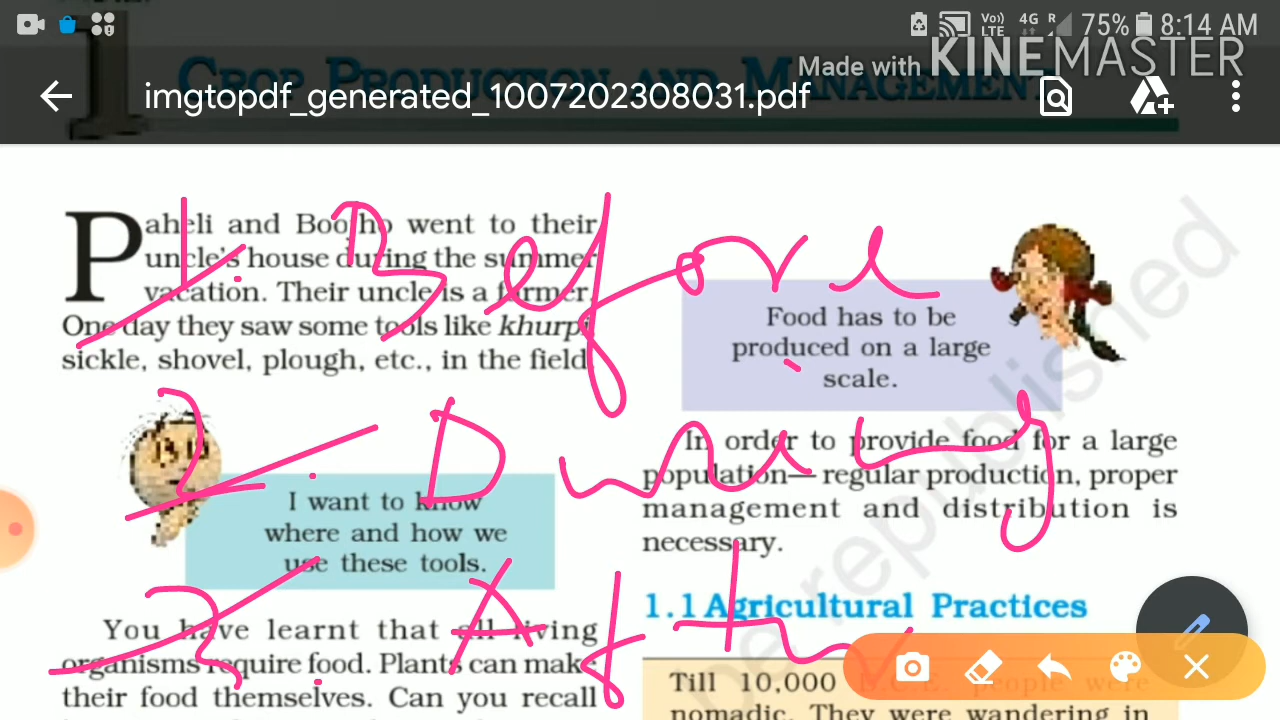 75% 8:14 AM
Made with KINEMASTER
1 CROP PRODUCTION AND MANAGEMENT
imgtopdf_generated_1007202308031.pdf
Paheli and Boojho went to their
uncle's house during the summer
vacation. Their uncle is a farmer.
One day they saw some tools like khurpi,
sickle, shovel, plough, etc., in the field.
I want to know
where and how we
use these tools.
You have learnt that all living
organisms require food. Plants can make
their food themselves. Can you recall
Food has to be
produced on a large
scale.
In order to provide food for a large
population— regular production, proper
management and distribution is
necessary.
1.1 Agricultural Practices
Till 10,000 B.C.E. people were
nomadic. They were wandering in
be republished
1. Before
2. During
3. After